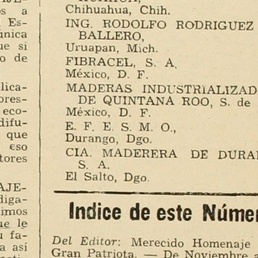 Chihuahua, Chih.
ING. RODOLFO RODRIGUEZ
BALLERO,
Uruapan, Mich.
FIBRACEL, S. A.
México, D. F.
MADERAS INDUSTRIALIZAD
DE QUINTANA ROO, S. de
México, D. F.
E. F. E. S. M. O.,
Durango, Dgo.
CIA. MADERERA DE DURAN
S. A.
El Salto, Dgo.
Indice de este Númer
Del Editor: Merecido Homenaje
Gran Patriota. — De Noviembre a